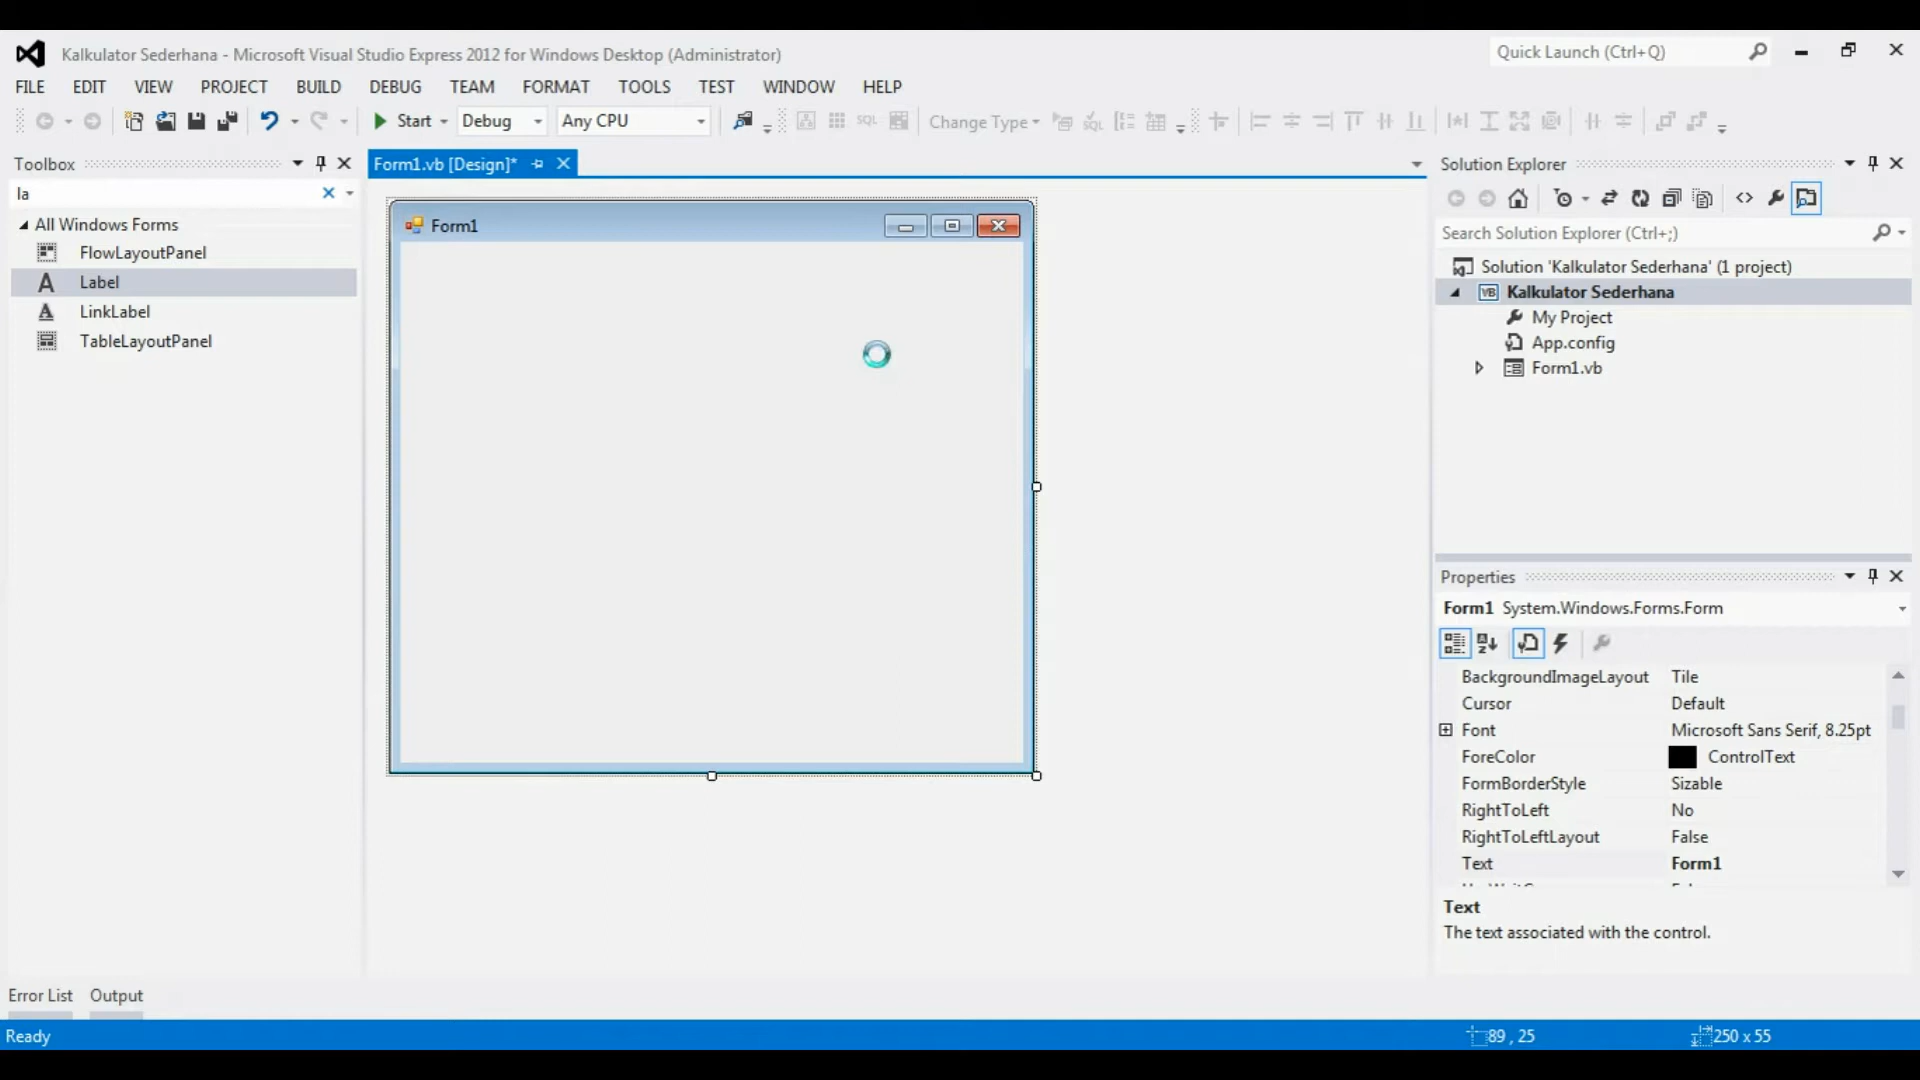 Kalkulator Sederhana - Microsoft Visual Studio Express 2012 for Windows Desktop (Administrator)
Quick Launch (Ctrl+Q)
FILE EDIT VIEW PROJECT BUILD DEBUG TEAM FORMAT TOOLS TEST WINDOW HELP
Start Debug Any CPU SQL Change Type SQL
Toolbox
Form1.vb [Design]*
Solution Explorer
la
All Windows Forms
FlowLayoutPanel
Label
LinkLabel
TableLayoutPanel
Form1
Search Solution Explorer (Ctrl+;)
Solution 'Kalkulator Sederhana' (1 project)
VB Kalkulator Sederhana
My Project
App.config
Form1.vb
Properties
Form1 System.Windows.Forms.Form
BackgroundImageLayout Tile
Cursor Default
Font Microsoft Sans Serif, 8.25pt
ForeColor ControlText
FormBorderStyle Sizable
RightToLeft No
RightToLeftLayout False
Text Form1
Text
The text associated with the control.
Error List Output
Ready
89 , 25
250 x 55